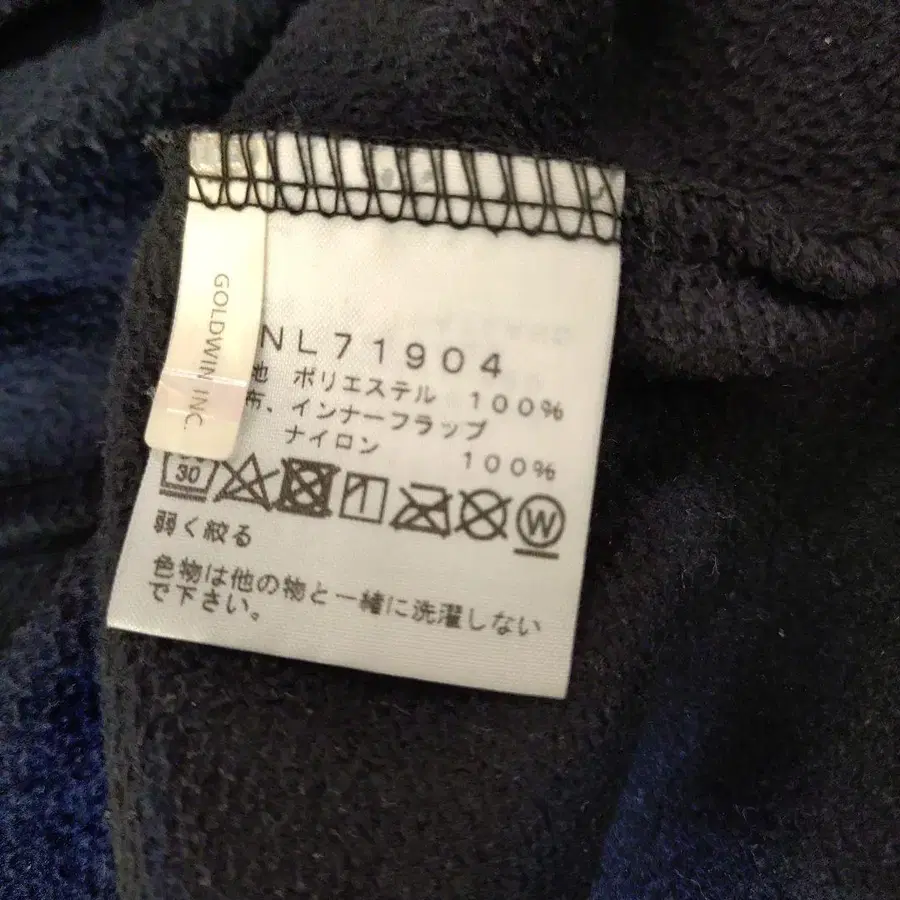 GOLDWIN INC.
NL71904
地 ポリエステル 100%
布、インナーフラップ
ナイロン 100%
30
W
弱く絞る
色物は他の物と一緒に洗濯しない
で下さい。